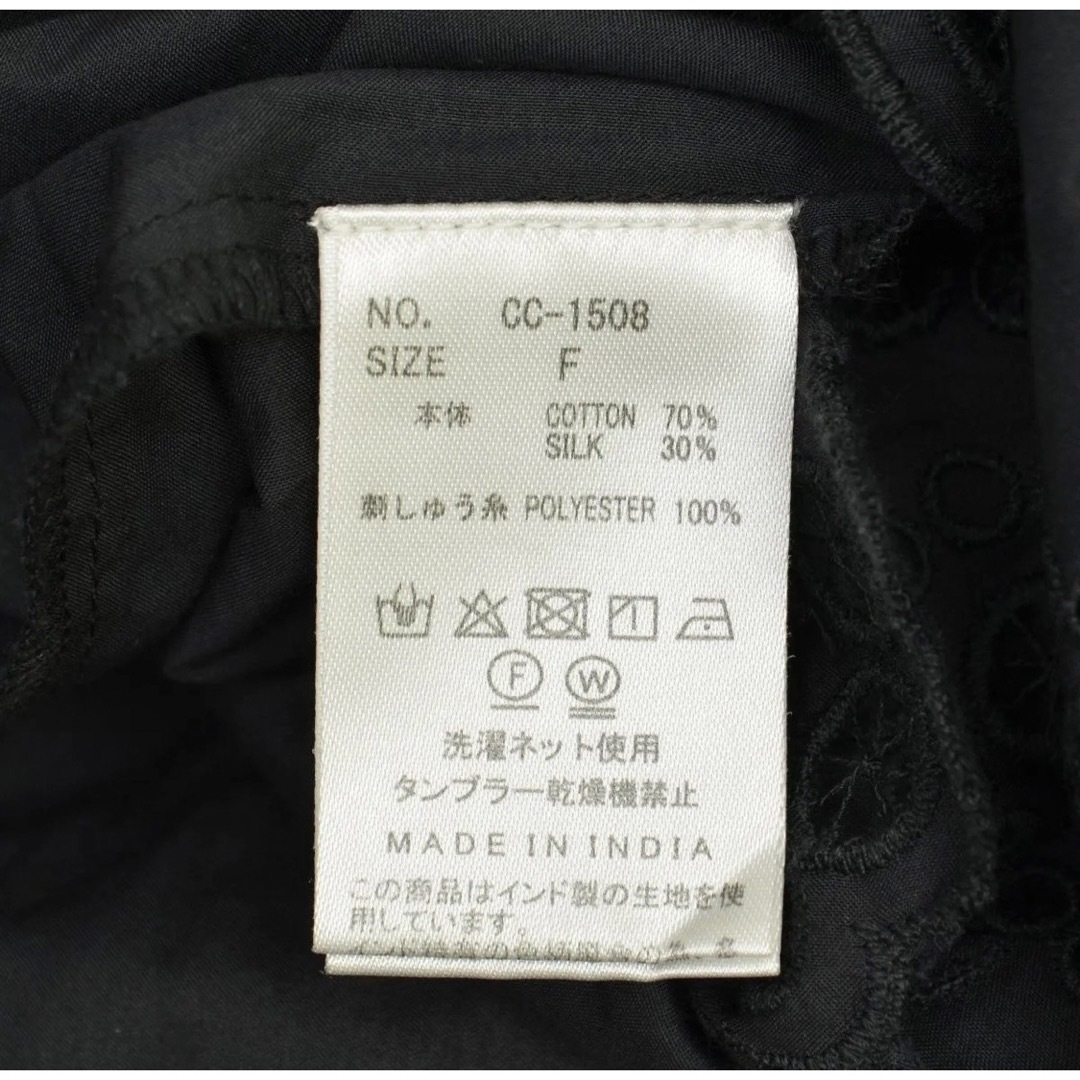 NO. CC-1508
SIZE F
本体 COTTON 70%
SILK 30%
刺しゅう糸 POLYESTER 100%
F W
洗濯ネット使用
タンブラー乾燥機禁止
MADE IN INDIA
この商品はインド製の生地を使
用しています。